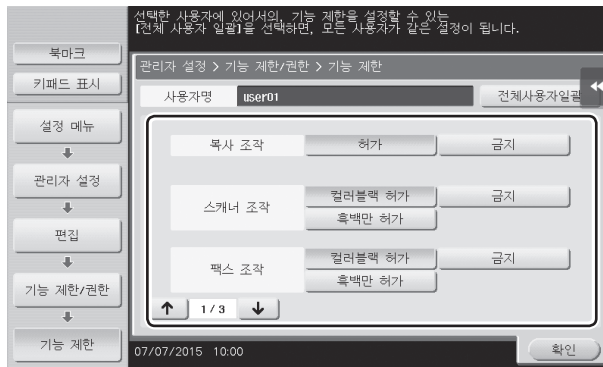 선택한 사용자에 있어서의, 기능 제한을 설정할 수 있는
[전체 사용자 일괄]을 선택하면, 모든 사용자가 같은 설정이 됩니다.
북마크
키패드 표시
설정 메뉴
관리자 설정
편집
기능 제한/권한
기능 제한
관리자 설정 > 기능 제한/권한 > 기능 제한
사용자명 user01 전체사용자일괄
복사 조작 허가 금지
스캐너 조작 컬러블랙 허가 금지
흑백만 허가
팩스 조작 컬러블랙 허가 금지
흑백만 허가
↑ 1/3 ↓
07/07/2015 10:00 확인